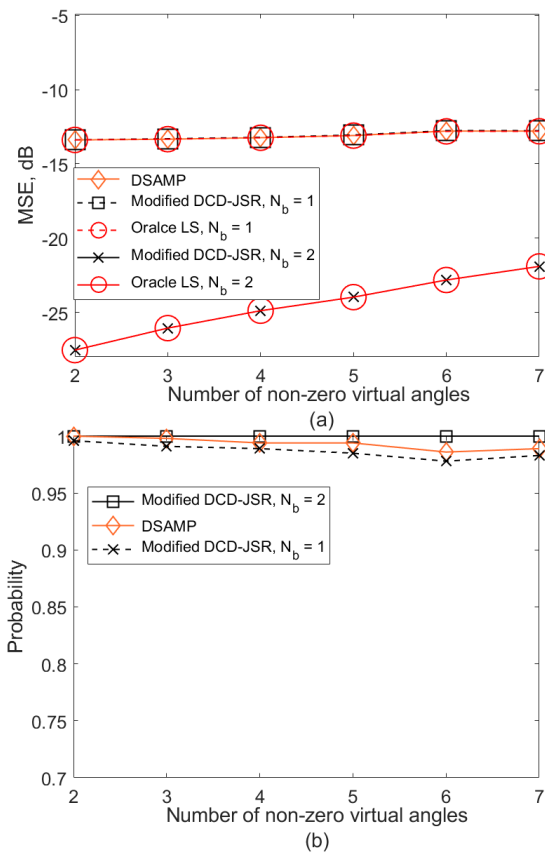 -5
-10
-15
-20
-25
MSE, dB
DSAMP
Modified DCD-JSR, N_b = 1
Oralce LS, N_b = 1
Modified DCD-JSR, N_b = 2
Oracle LS, N_b = 2
2 3 4 5 6 7
Number of non-zero virtual angles
(a)
1
0.95
0.9
0.85
0.8
0.75
0.7
Probability
Modified DCD-JSR, N_b = 2
DSAMP
Modified DCD-JSR, N_b = 1
2 3 4 5 6 7
Number of non-zero virtual angles
(b)